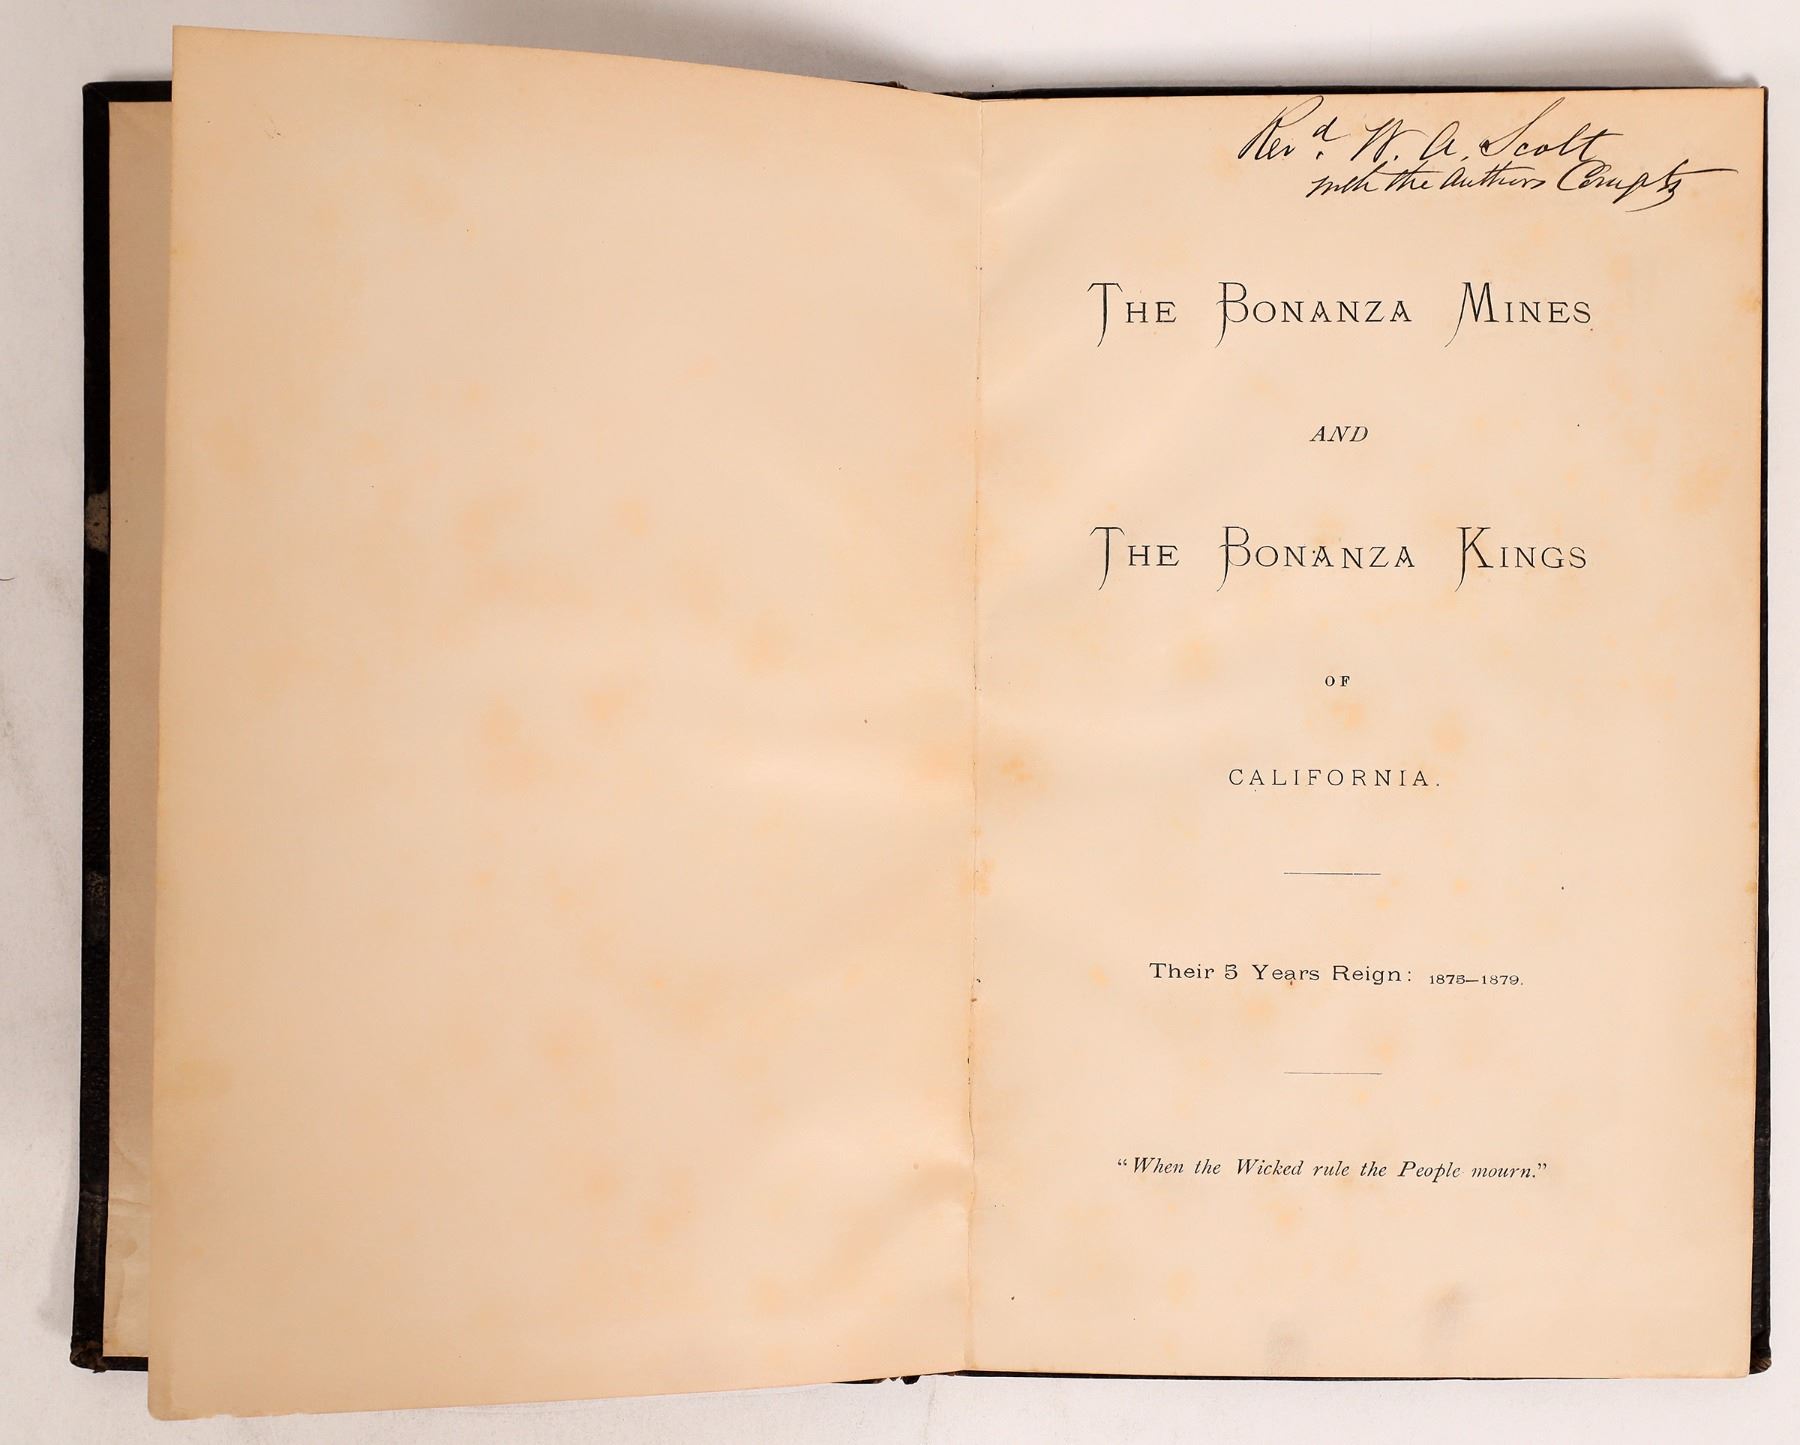 Revd. W. A. Scott
with the Authors Compts
THE BONANZA MINES
AND
THE BONANZA KINGS
OF
CALIFORNIA.
Their 5 Years Reign: 1875—1879.
"When the Wicked rule the People mourn."